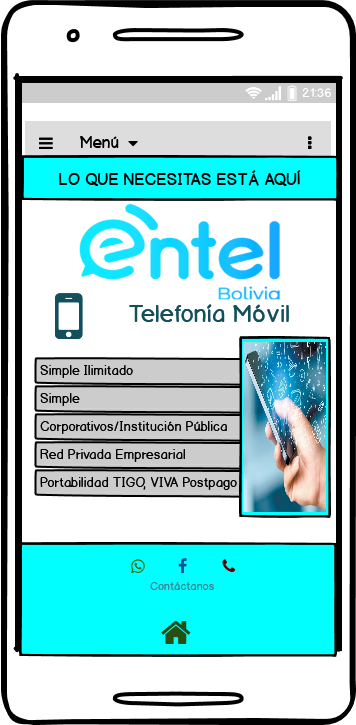 21:36
Menú
LO QUE NECESITAS ESTÁ AQUÍ
entel
Bolivia
Telefonía Móvil
Simple Ilimitado
Simple
Corporativos/Institución Pública
Red Privada Empresarial
Portabilidad TIGO, VIVA Postpago
Contáctanos